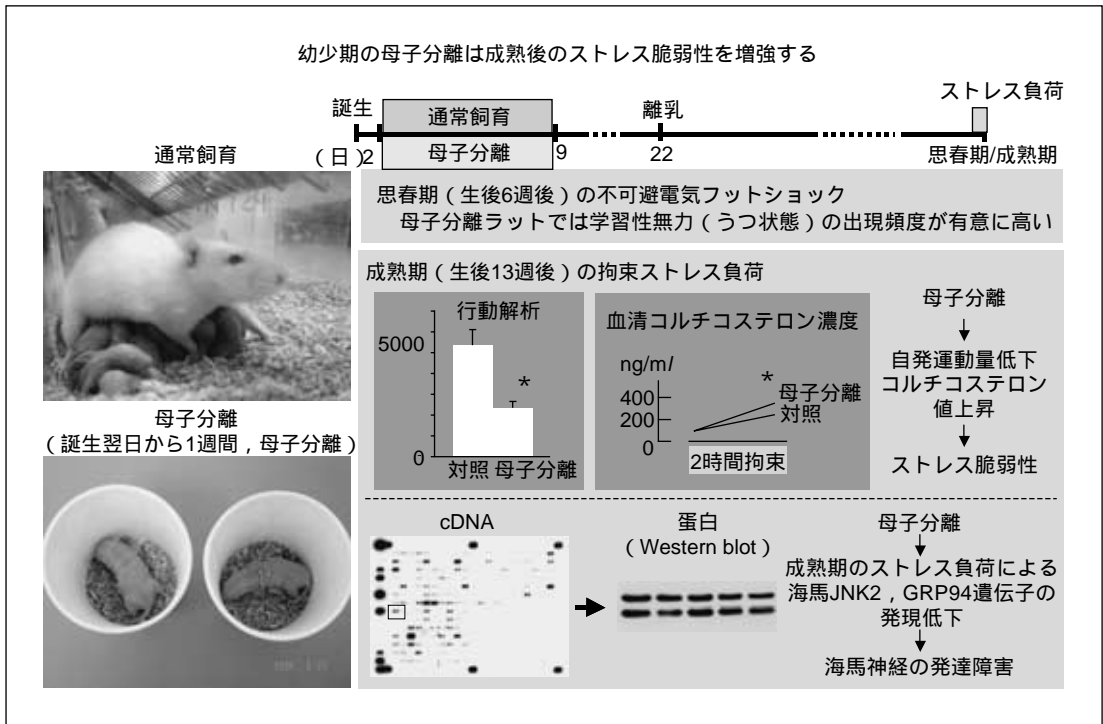 幼少期の母子分離は成熟後のストレス脆弱性を増強する
ストレス負荷
誕生
通常飼育
離乳
母子分離
（日）2
9
22
思春期/成熟期
通常飼育
思春期（生後6週後）の不可避電気フットショック
母子分離ラットでは学習性無力（うつ状態）の出現頻度が有意に高い
成熟期（生後13週後）の拘束ストレス負荷
行動解析
5000
*
0
対照 母子分離
血清コルチコステロン濃度
ng/ml
400
200
0
*
母子分離
対照
2時間拘束
母子分離
自発運動量低下
コルチコステロン
値上昇
ストレス脆弱性
母子分離
（誕生翌日から1週間，母子分離）
cDNA
蛋白
（Western blot）
母子分離
成熟期のストレス負荷による
海馬JNK2，GRP94遺伝子の
発現低下
海馬神経の発達障害